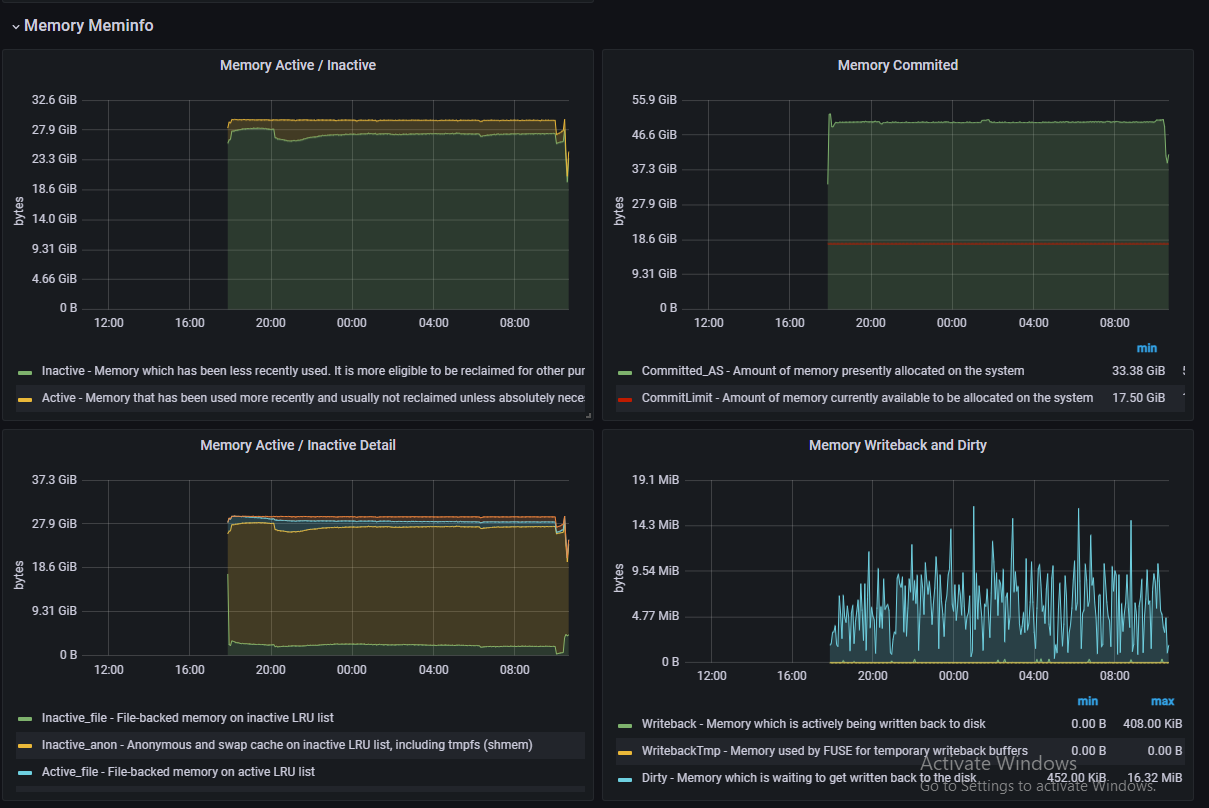 Memory Meminfo
Memory Active / Inactive
32.6 GiB
27.9 GiB
23.3 GiB
18.6 GiB
14.0 GiB
9.31 GiB
4.66 GiB
0 B
bytes
12:00 16:00 20:00 00:00 04:00 08:00
Inactive - Memory which has been less recently used. It is more eligible to be reclaimed for other pur
Active - Memory that has been used more recently and usually not reclaimed unless absolutely nece
Memory Commited
55.9 GiB
46.6 GiB
37.3 GiB
27.9 GiB
18.6 GiB
9.31 GiB
0 B
bytes
12:00 16:00 20:00 00:00 04:00 08:00
min
Committed_AS - Amount of memory presently allocated on the system 33.38 GiB
CommitLimit - Amount of memory currently available to be allocated on the system 17.50 GiB
Memory Active / Inactive Detail
37.3 GiB
27.9 GiB
18.6 GiB
9.31 GiB
0 B
bytes
12:00 16:00 20:00 00:00 04:00 08:00
Inactive_file - File-backed memory on inactive LRU list
Inactive_anon - Anonymous and swap cache on inactive LRU list, including tmpfs (shmem)
Active_file - File-backed memory on active LRU list
Memory Writeback and Dirty
19.1 MiB
14.3 MiB
9.54 MiB
4.77 MiB
0 B
bytes
12:00 16:00 20:00 00:00 04:00 08:00
min max
Writeback - Memory which is actively being written back to disk 0.00 B 408.00 KiB
WritebackTmp - Memory used by FUSE for temporary writeback buffers 0.00 B 0.00 B
Dirty - Memory which is waiting to get written back to the disk 452.00 KiB 16.32 MiB
Activate Windows
Go to Settings to activate Windows.